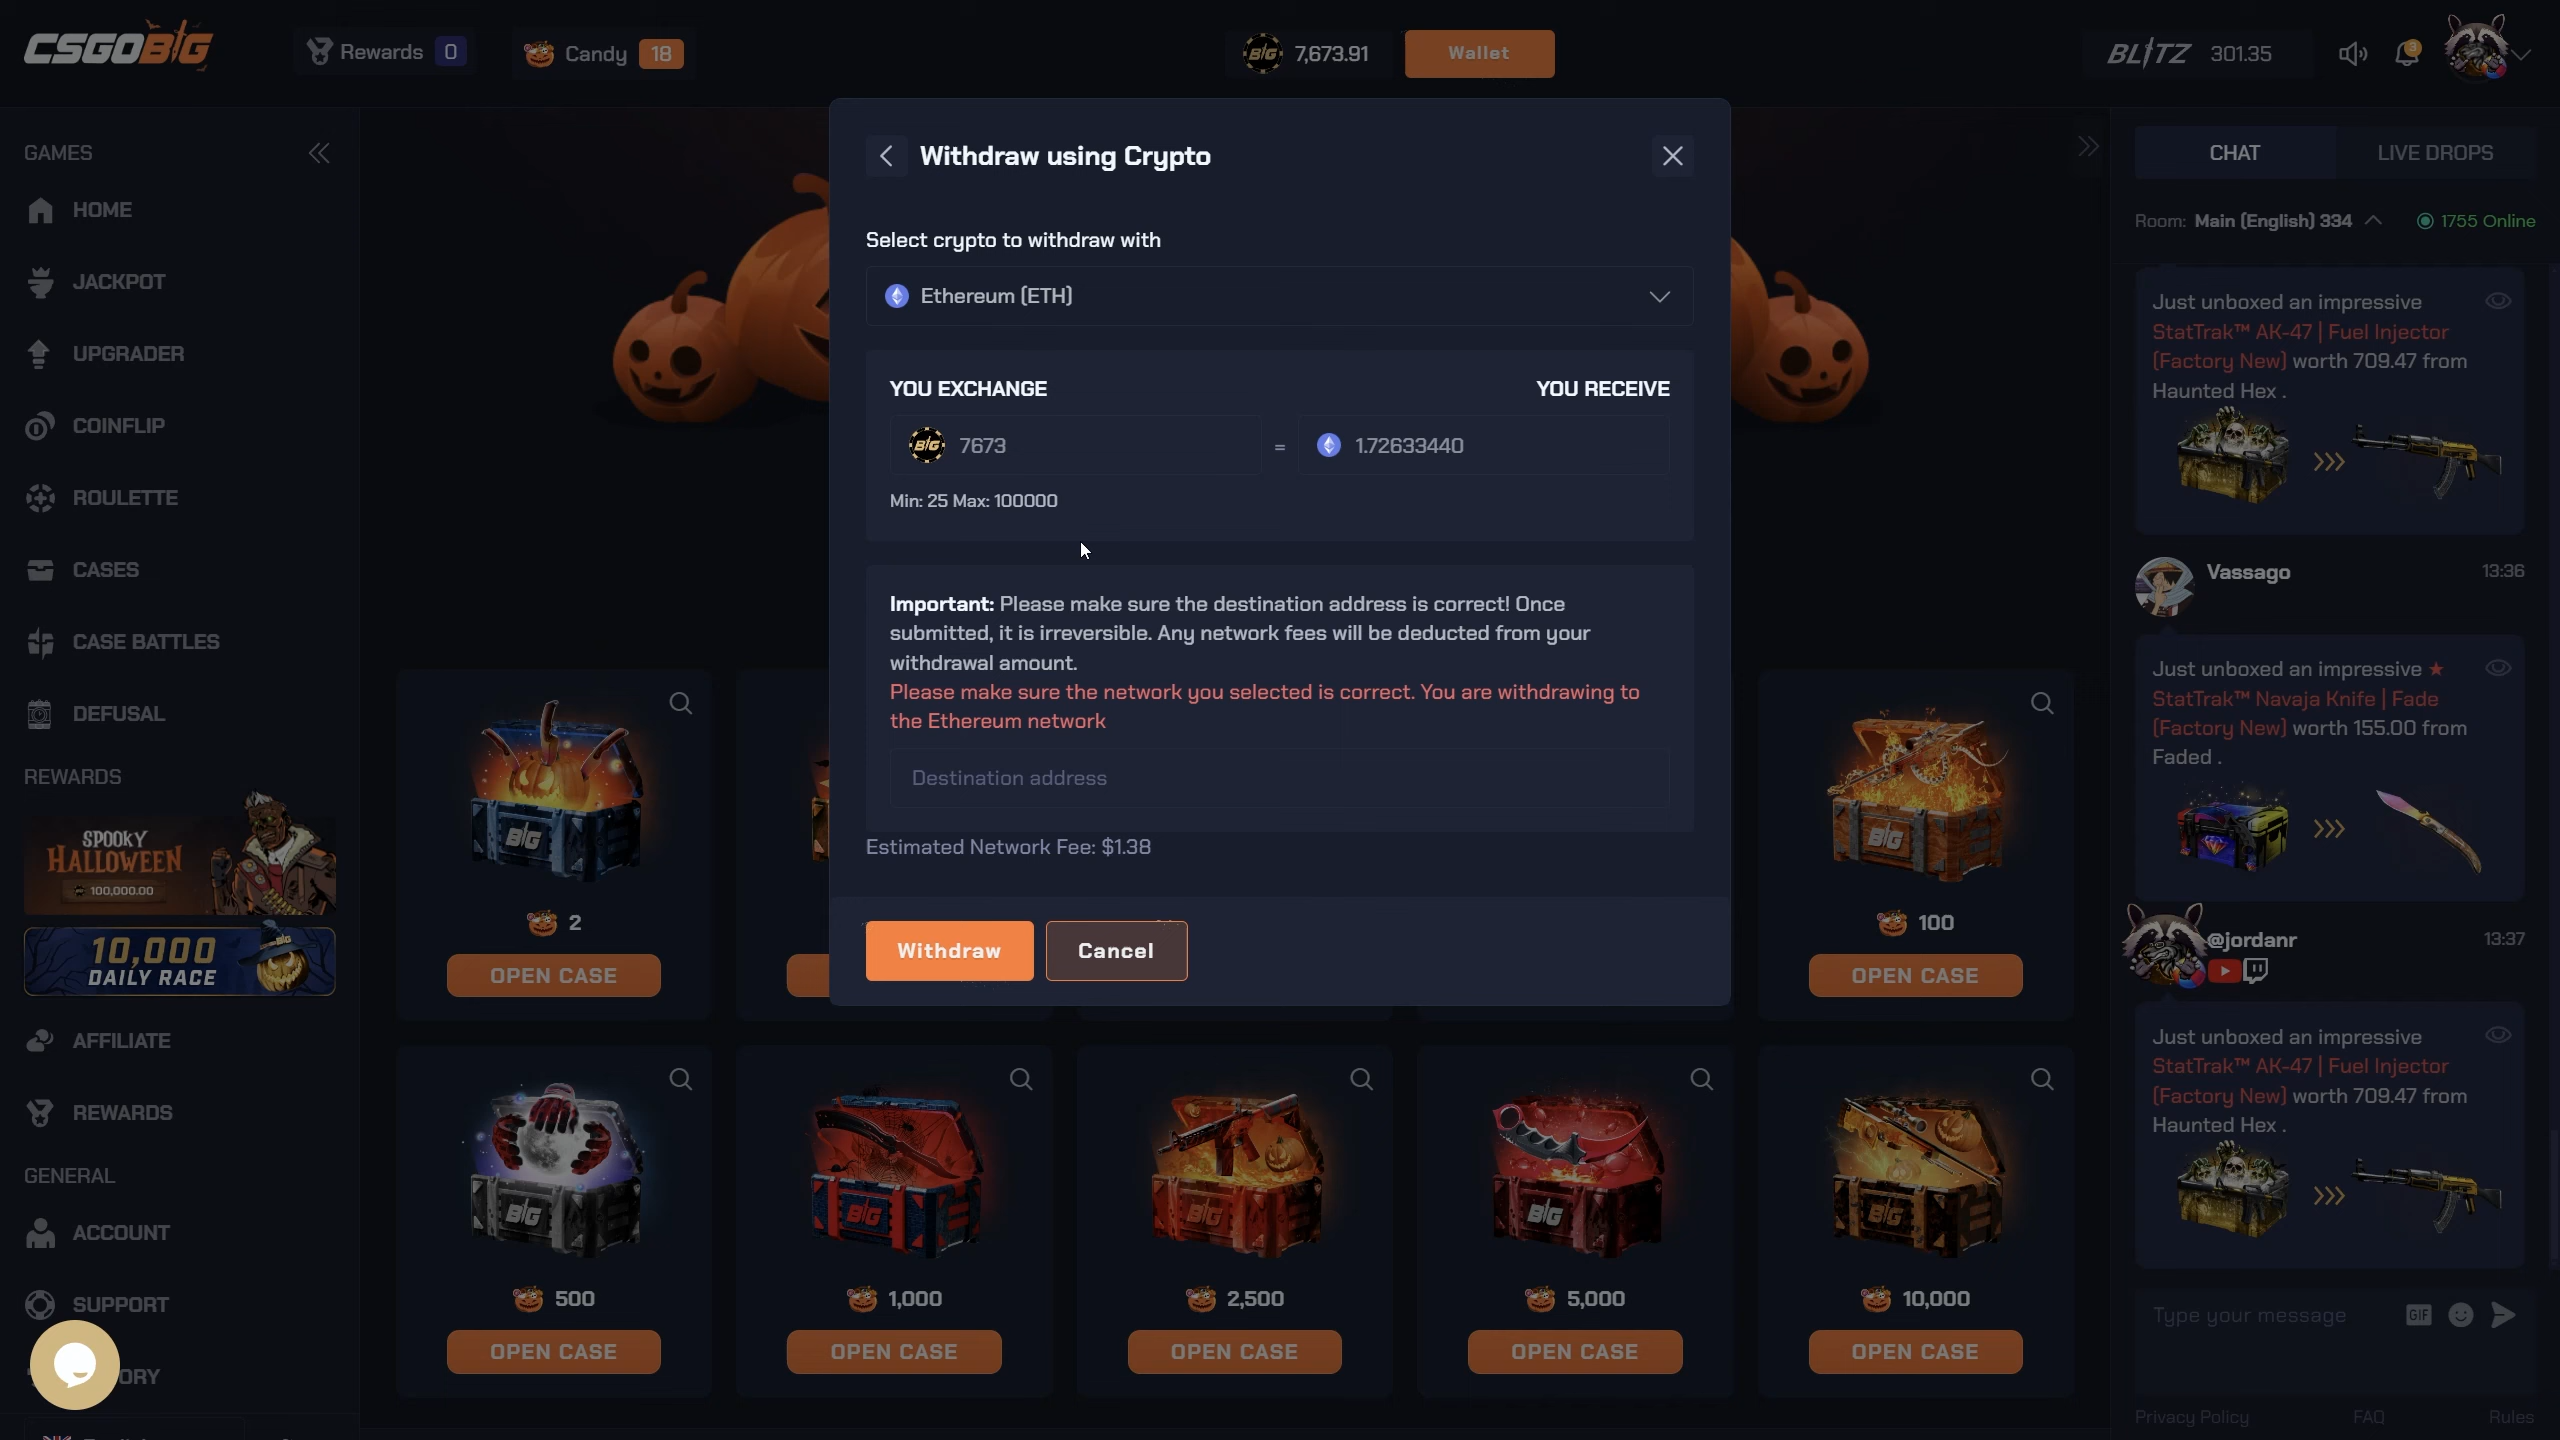 CSGOBIG
Rewards 0
Candy 18
7,673.91
Wallet
BLITZ 301.35
3
GAMES
HOME
JACKPOT
UPGRADER
COINFLIP
ROULETTE
CASES
CASE BATTLES
DEFUSAL
REWARDS
SPOOKY
HALLOWEEN
100,000.00
10,000
DAILY RACE
AFFILIATE
REWARDS
GENERAL
ACCOUNT
SUPPORT
ORY
Withdraw using Crypto
Select crypto to withdraw with
Ethereum (ETH)
YOU EXCHANGE YOU RECEIVE
BIG 7673 = 1.72633440
Min: 25 Max: 100000
Important: Please make sure the destination address is correct! Once
submitted, it is irreversible. Any network fees will be deducted from your
withdrawal amount.
Please make sure the network you selected is correct. You are withdrawing to
the Ethereum network
Destination address
Estimated Network Fee: $1.38
Withdraw Cancel
BIG
2
OPEN CASE
BIG
100
OPEN CASE
BIG
500
OPEN CASE
BIG
1,000
OPEN CASE
BIG
2,500
OPEN CASE
BIG
5,000
OPEN CASE
BIG
10,000
OPEN CASE
CHAT LIVE DROPS
Room: Main (English) 334 1755 Online
Just unboxed an impressive
StatTrak™ AK-47 | Fuel Injector
(Factory New) worth 709.47 from
Haunted Hex .
Vassago 13:36
Just unboxed an impressive ★
StatTrak™ Navaja Knife | Fade
(Factory New) worth 155.00 from
Faded .
@jordanr 13:37
Just unboxed an impressive
StatTrak™ AK-47 | Fuel Injector
(Factory New) worth 709.47 from
Haunted Hex .
Type your message GIF
Privacy Policy FAQ Rules